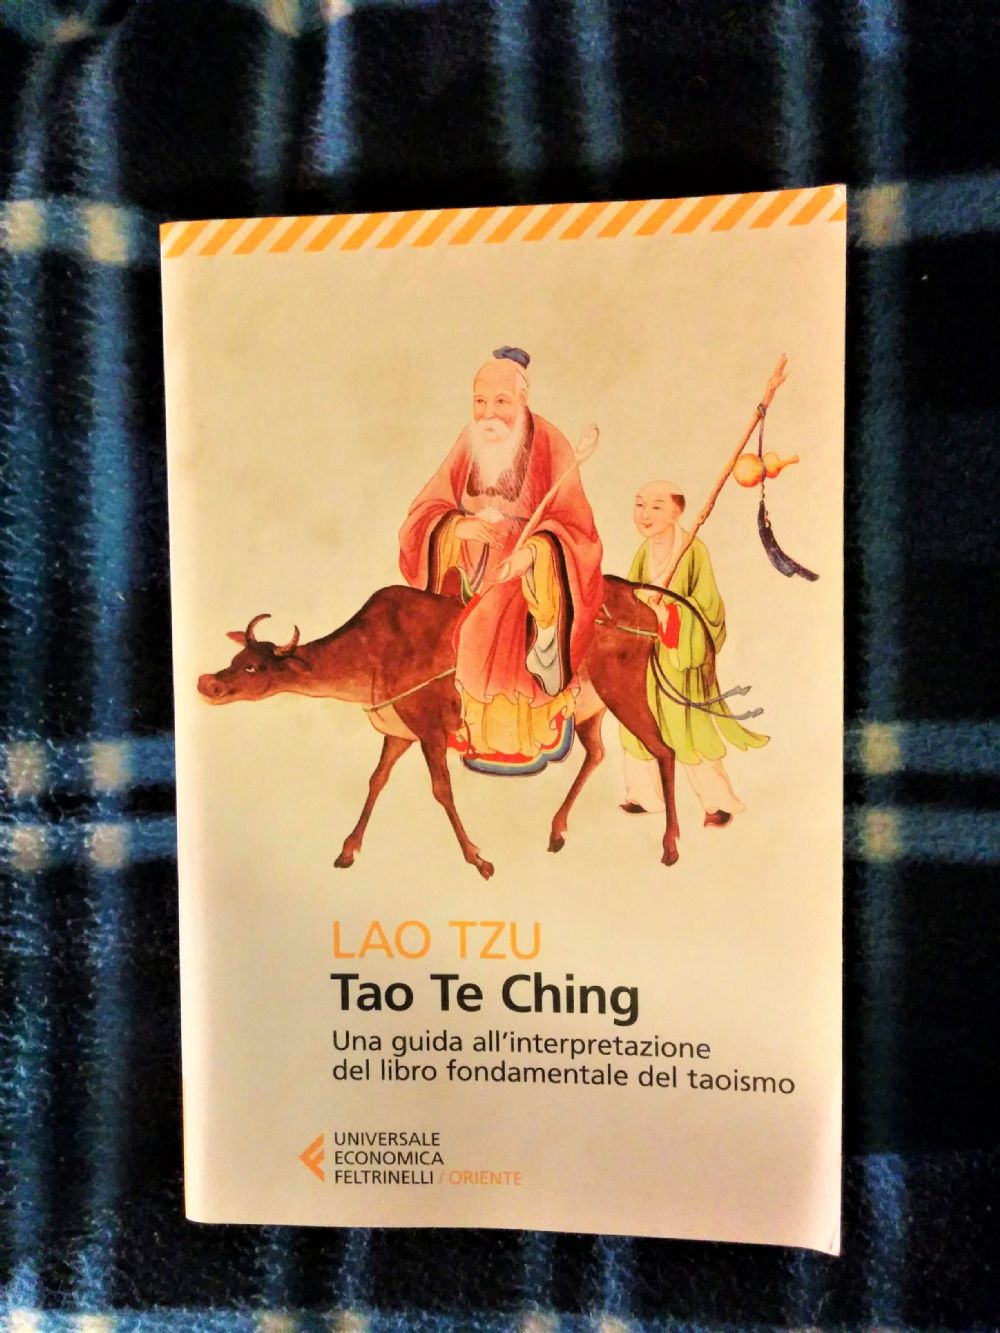 LAO TZU
Tao Te Ching
Una guida all'interpretazione
del libro fondamentale del taoismo
UNIVERSALE
ECONOMICA
FELTRINELLI / ORIENTE